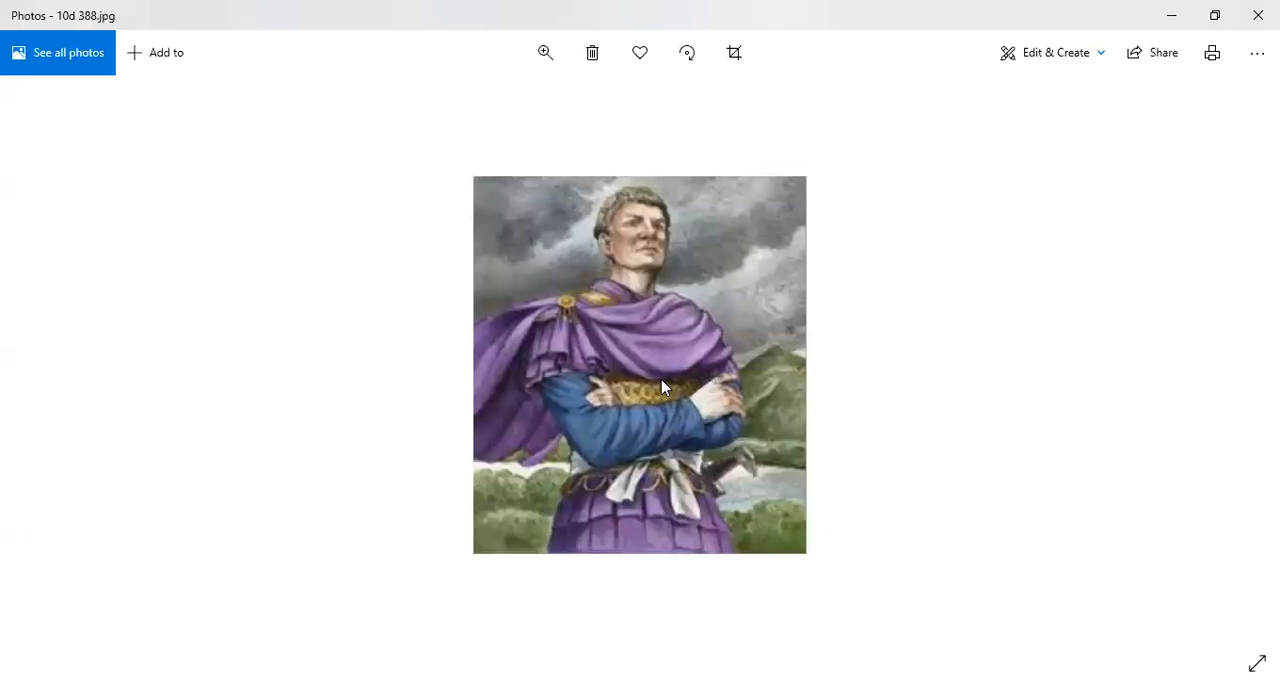 Photos - 10d 388.jpg
See all photos
Add to
Edit & Create
Share